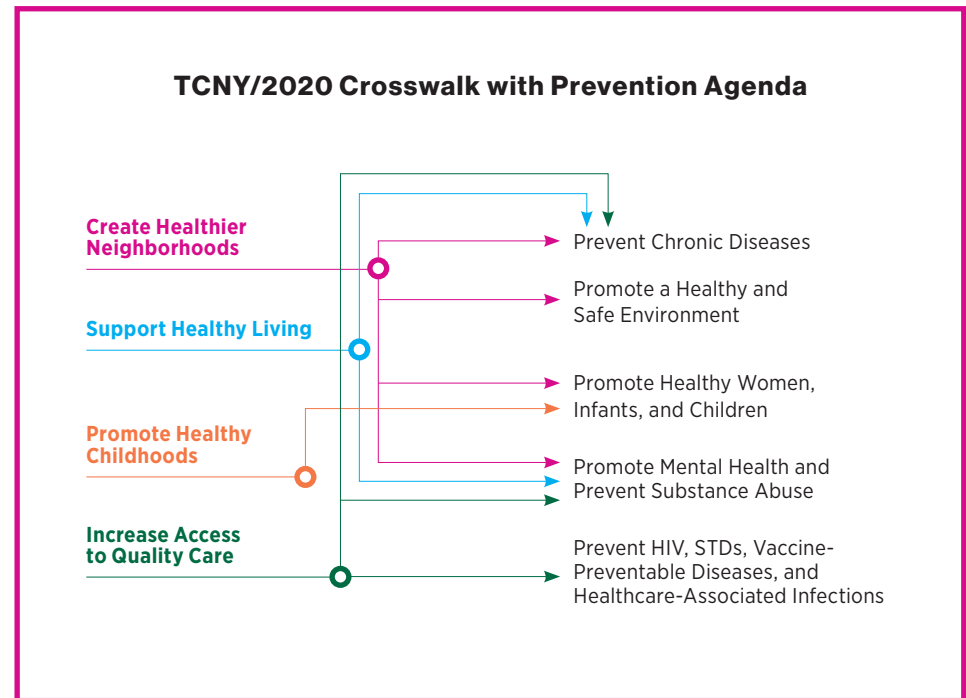 TCNY/2020 Crosswalk with Prevention Agenda
Create Healthier
Neighborhoods
Support Healthy Living
Promote Healthy
Childhoods
Increase Access
to Quality Care
Prevent Chronic Diseases
Promote a Healthy and
Safe Environment
Promote Healthy Women,
Infants, and Children
Promote Mental Health and
Prevent Substance Abuse
Prevent HIV, STDs, Vaccine-
Preventable Diseases, and
Healthcare-Associated Infections